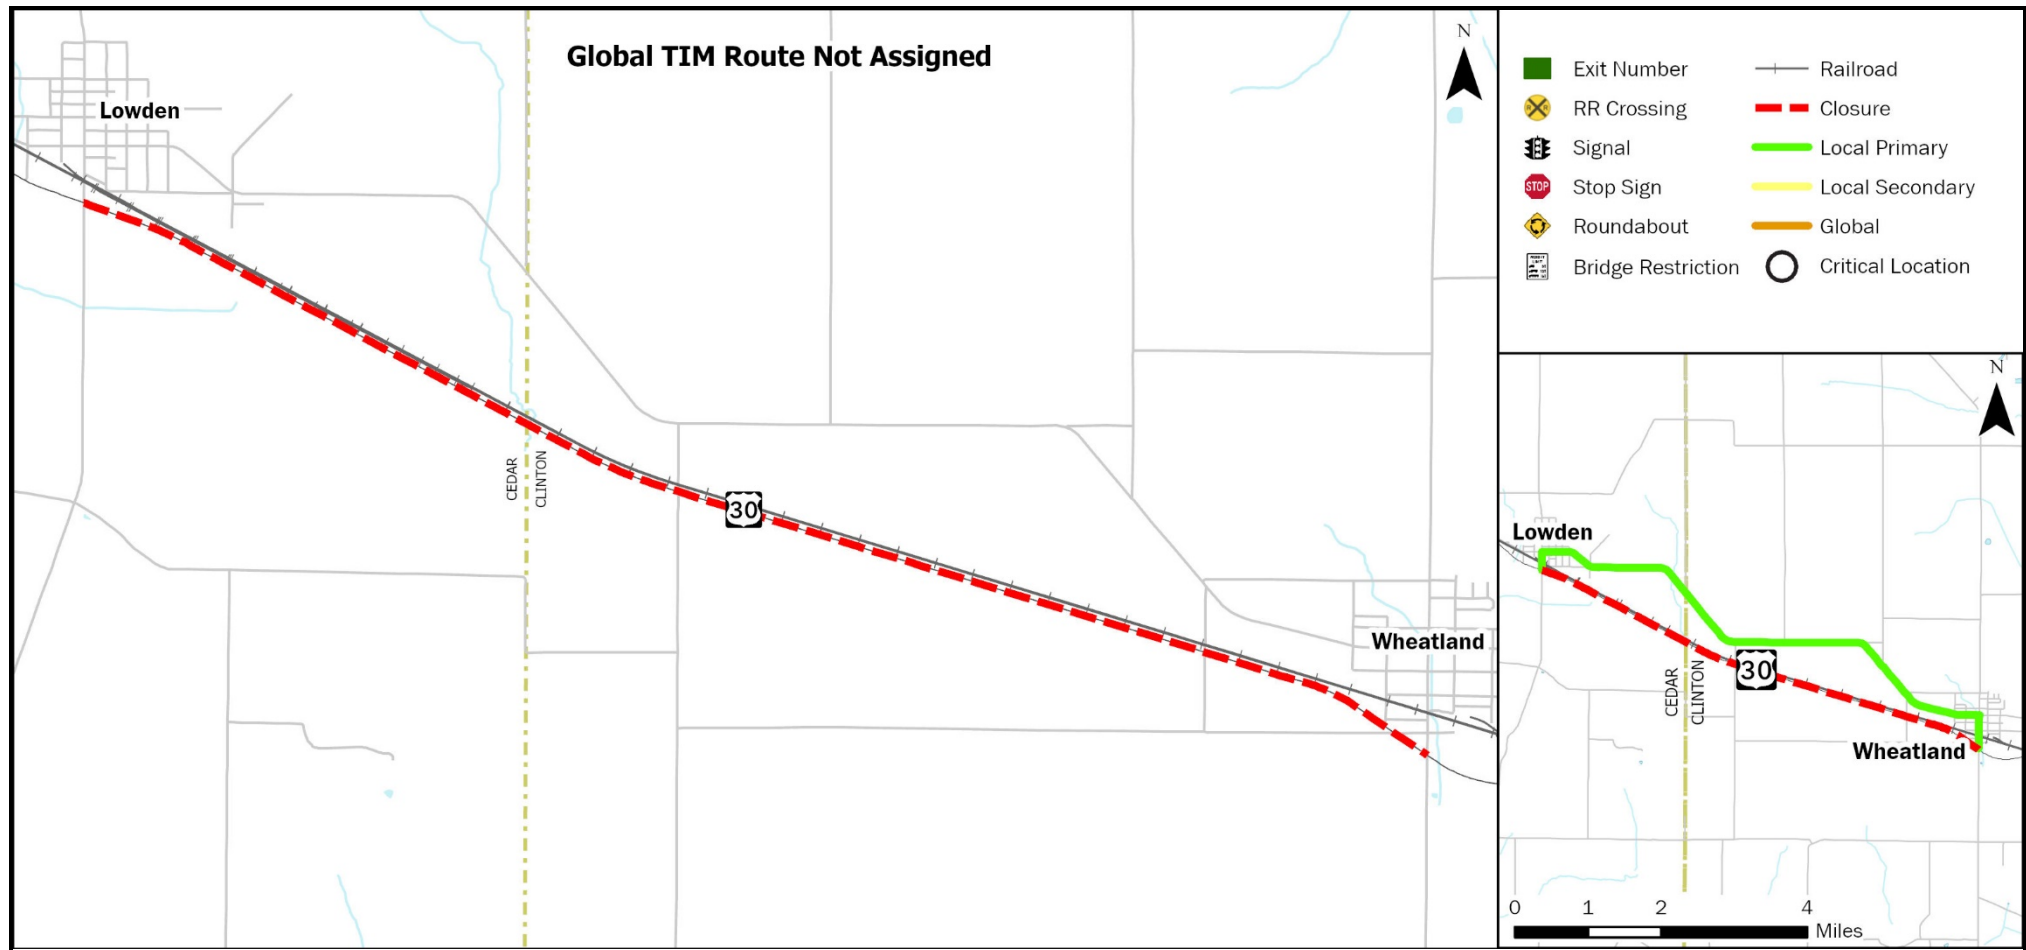 Global TIM Route Not Assigned
N
Lowden
CEDAR
CLINTON
30
Wheatland
Exit Number
RR Crossing
Signal
STOP
Stop Sign
Roundabout
Bridge Restriction
Railroad
Closure
Local Primary
Local Secondary
Global
Critical Location
N
Lowden
CEDAR
CLINTON
30
Wheatland
0 1 2 4
Miles